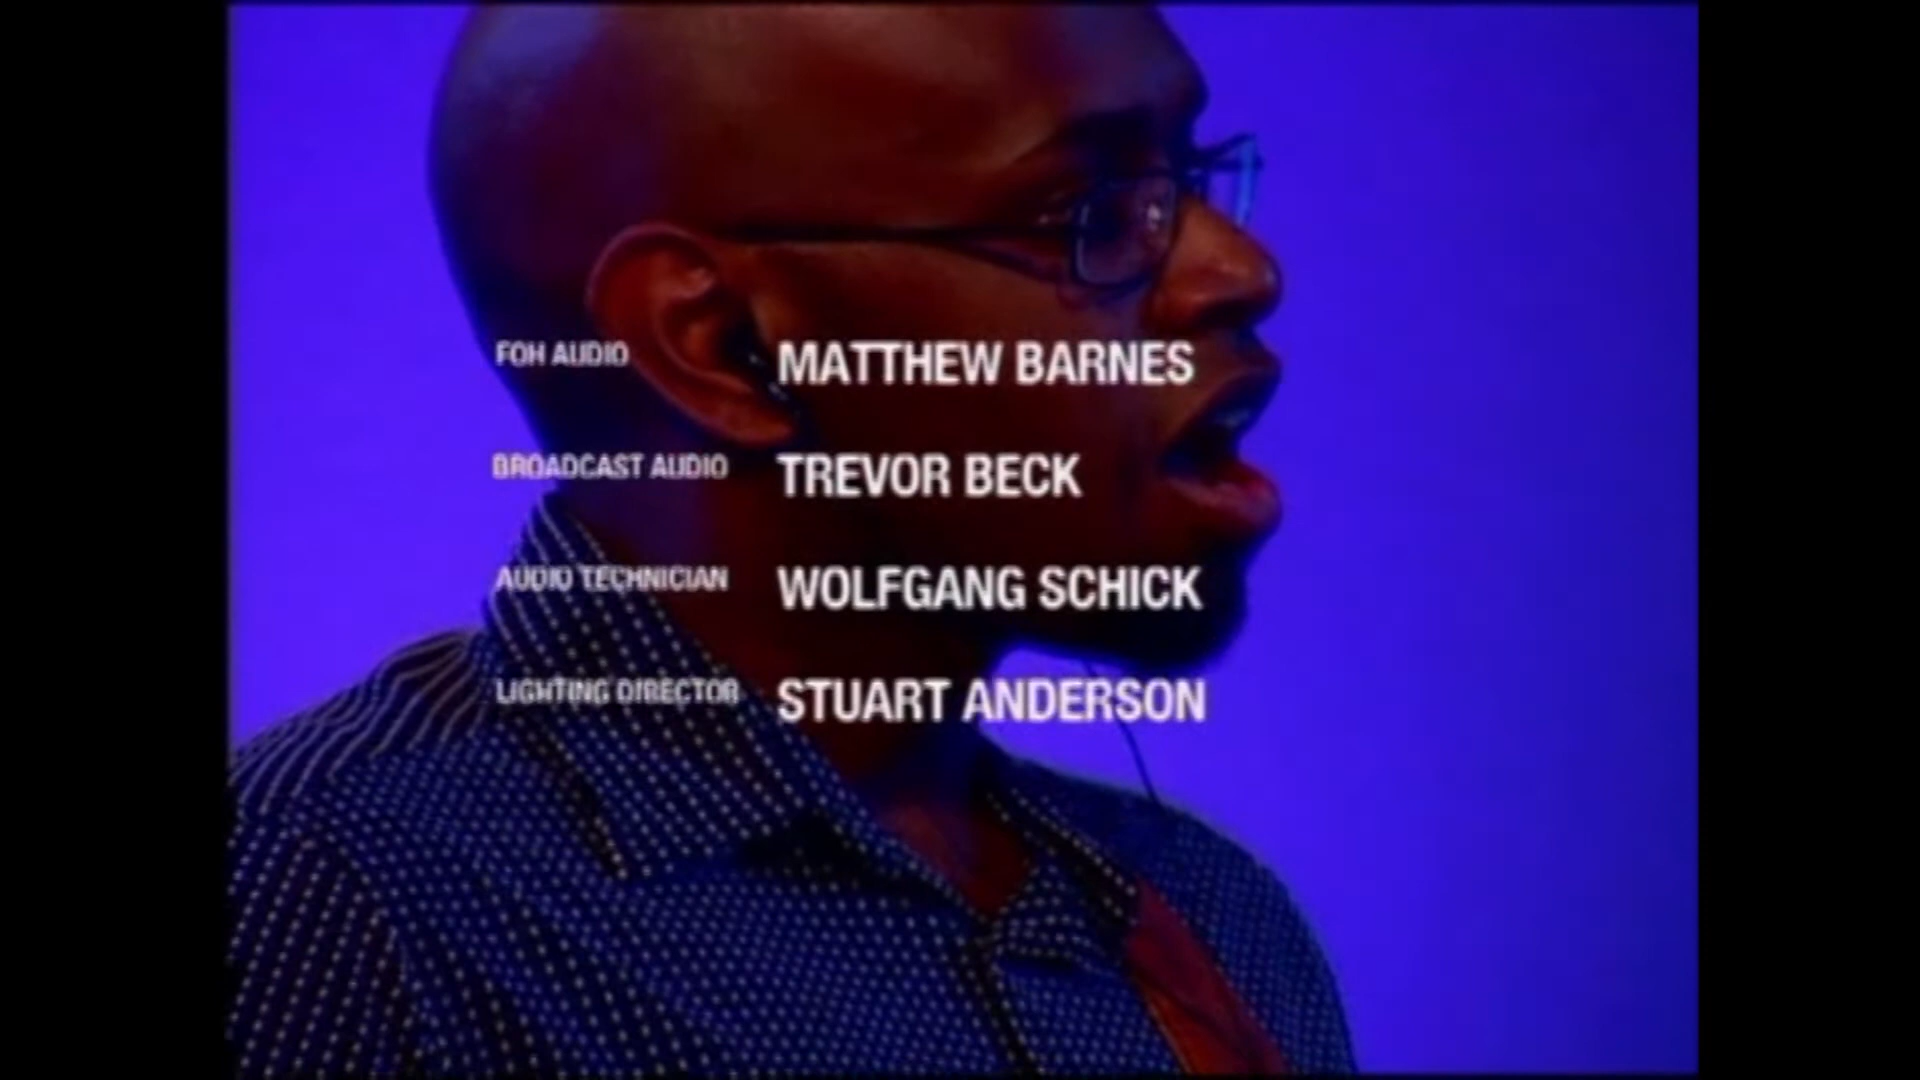 FOH AUDIO MATTHEW BARNES
BROADCAST AUDIO TREVOR BECK
AUDIO TECHNICIAN WOLFGANG SCHICK
LIGHTING DIRECTOR STUART ANDERSON